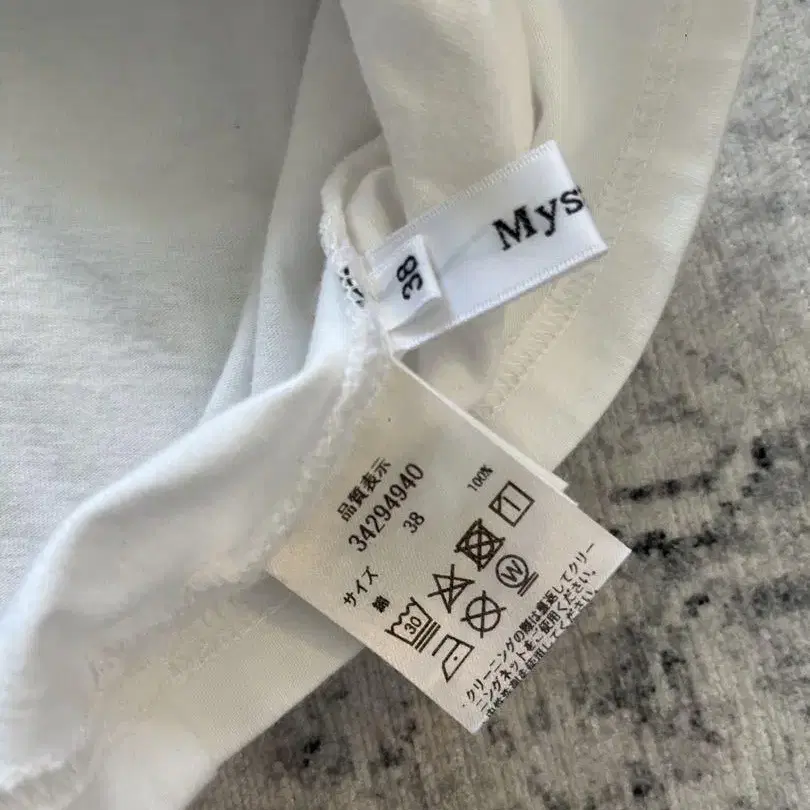 Mys
38
品質表示
34294940
サイズ 38
綿 100%
30
W
・クリーニングの際は裏返してクリー
ニングネットをご使用ください。